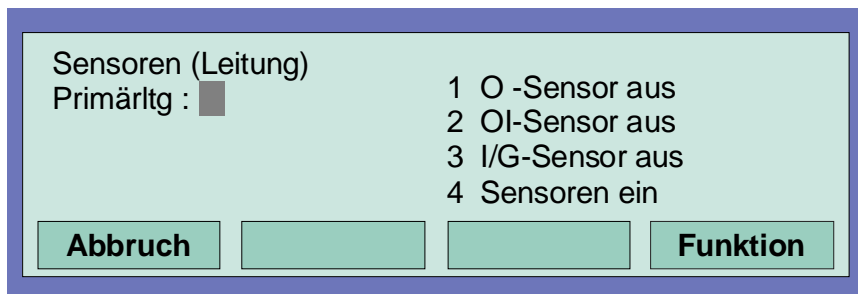 Sensoren (Leitung)
Primärltg :
1 O -Sensor aus
2 OI-Sensor aus
3 I/G-Sensor aus
4 Sensoren ein
Abbruch
Funktion